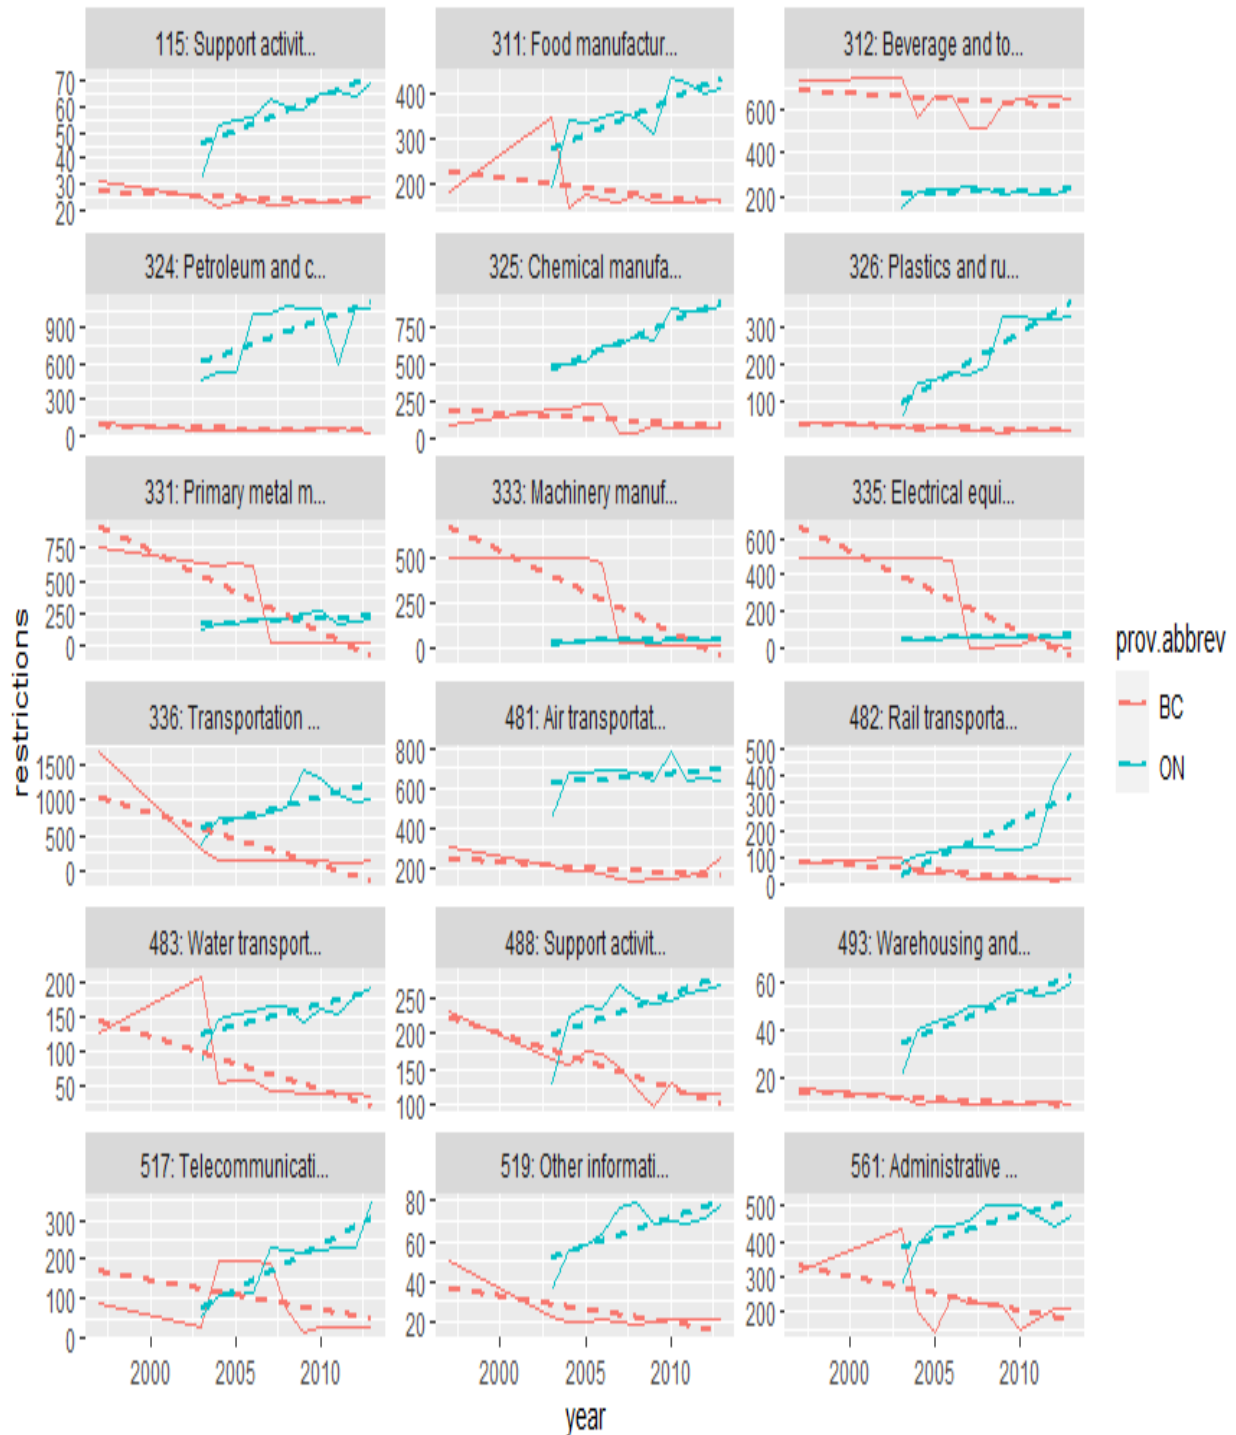 115: Support activit...
311: Food manufactur...
312: Beverage and to...
70
60
50
40
30
20
400
300
200
600
400
200
324: Petroleum and c...
325: Chemical manufa...
326: Plastics and ru...
900
600
300
0
750
500
250
0
300
200
100
331: Primary metal m...
333: Machinery manuf...
335: Electrical equi...
750
500
250
0
500
250
0
600
400
200
0
restrictions
prov.abbrev
BC
ON
336: Transportation ...
481: Air transportat...
482: Rail transporta...
1500
1000
500
0
800
600
400
200
500
400
300
200
100
0
483: Water transport...
488: Support activit...
493: Warehousing and...
200
150
100
50
250
200
150
100
60
40
20
517: Telecommunicati...
519: Other informati...
561: Administrative ...
300
200
100
0
80
60
40
20
500
400
300
200
2000 2005 2010
2000 2005 2010
2000 2005 2010
year